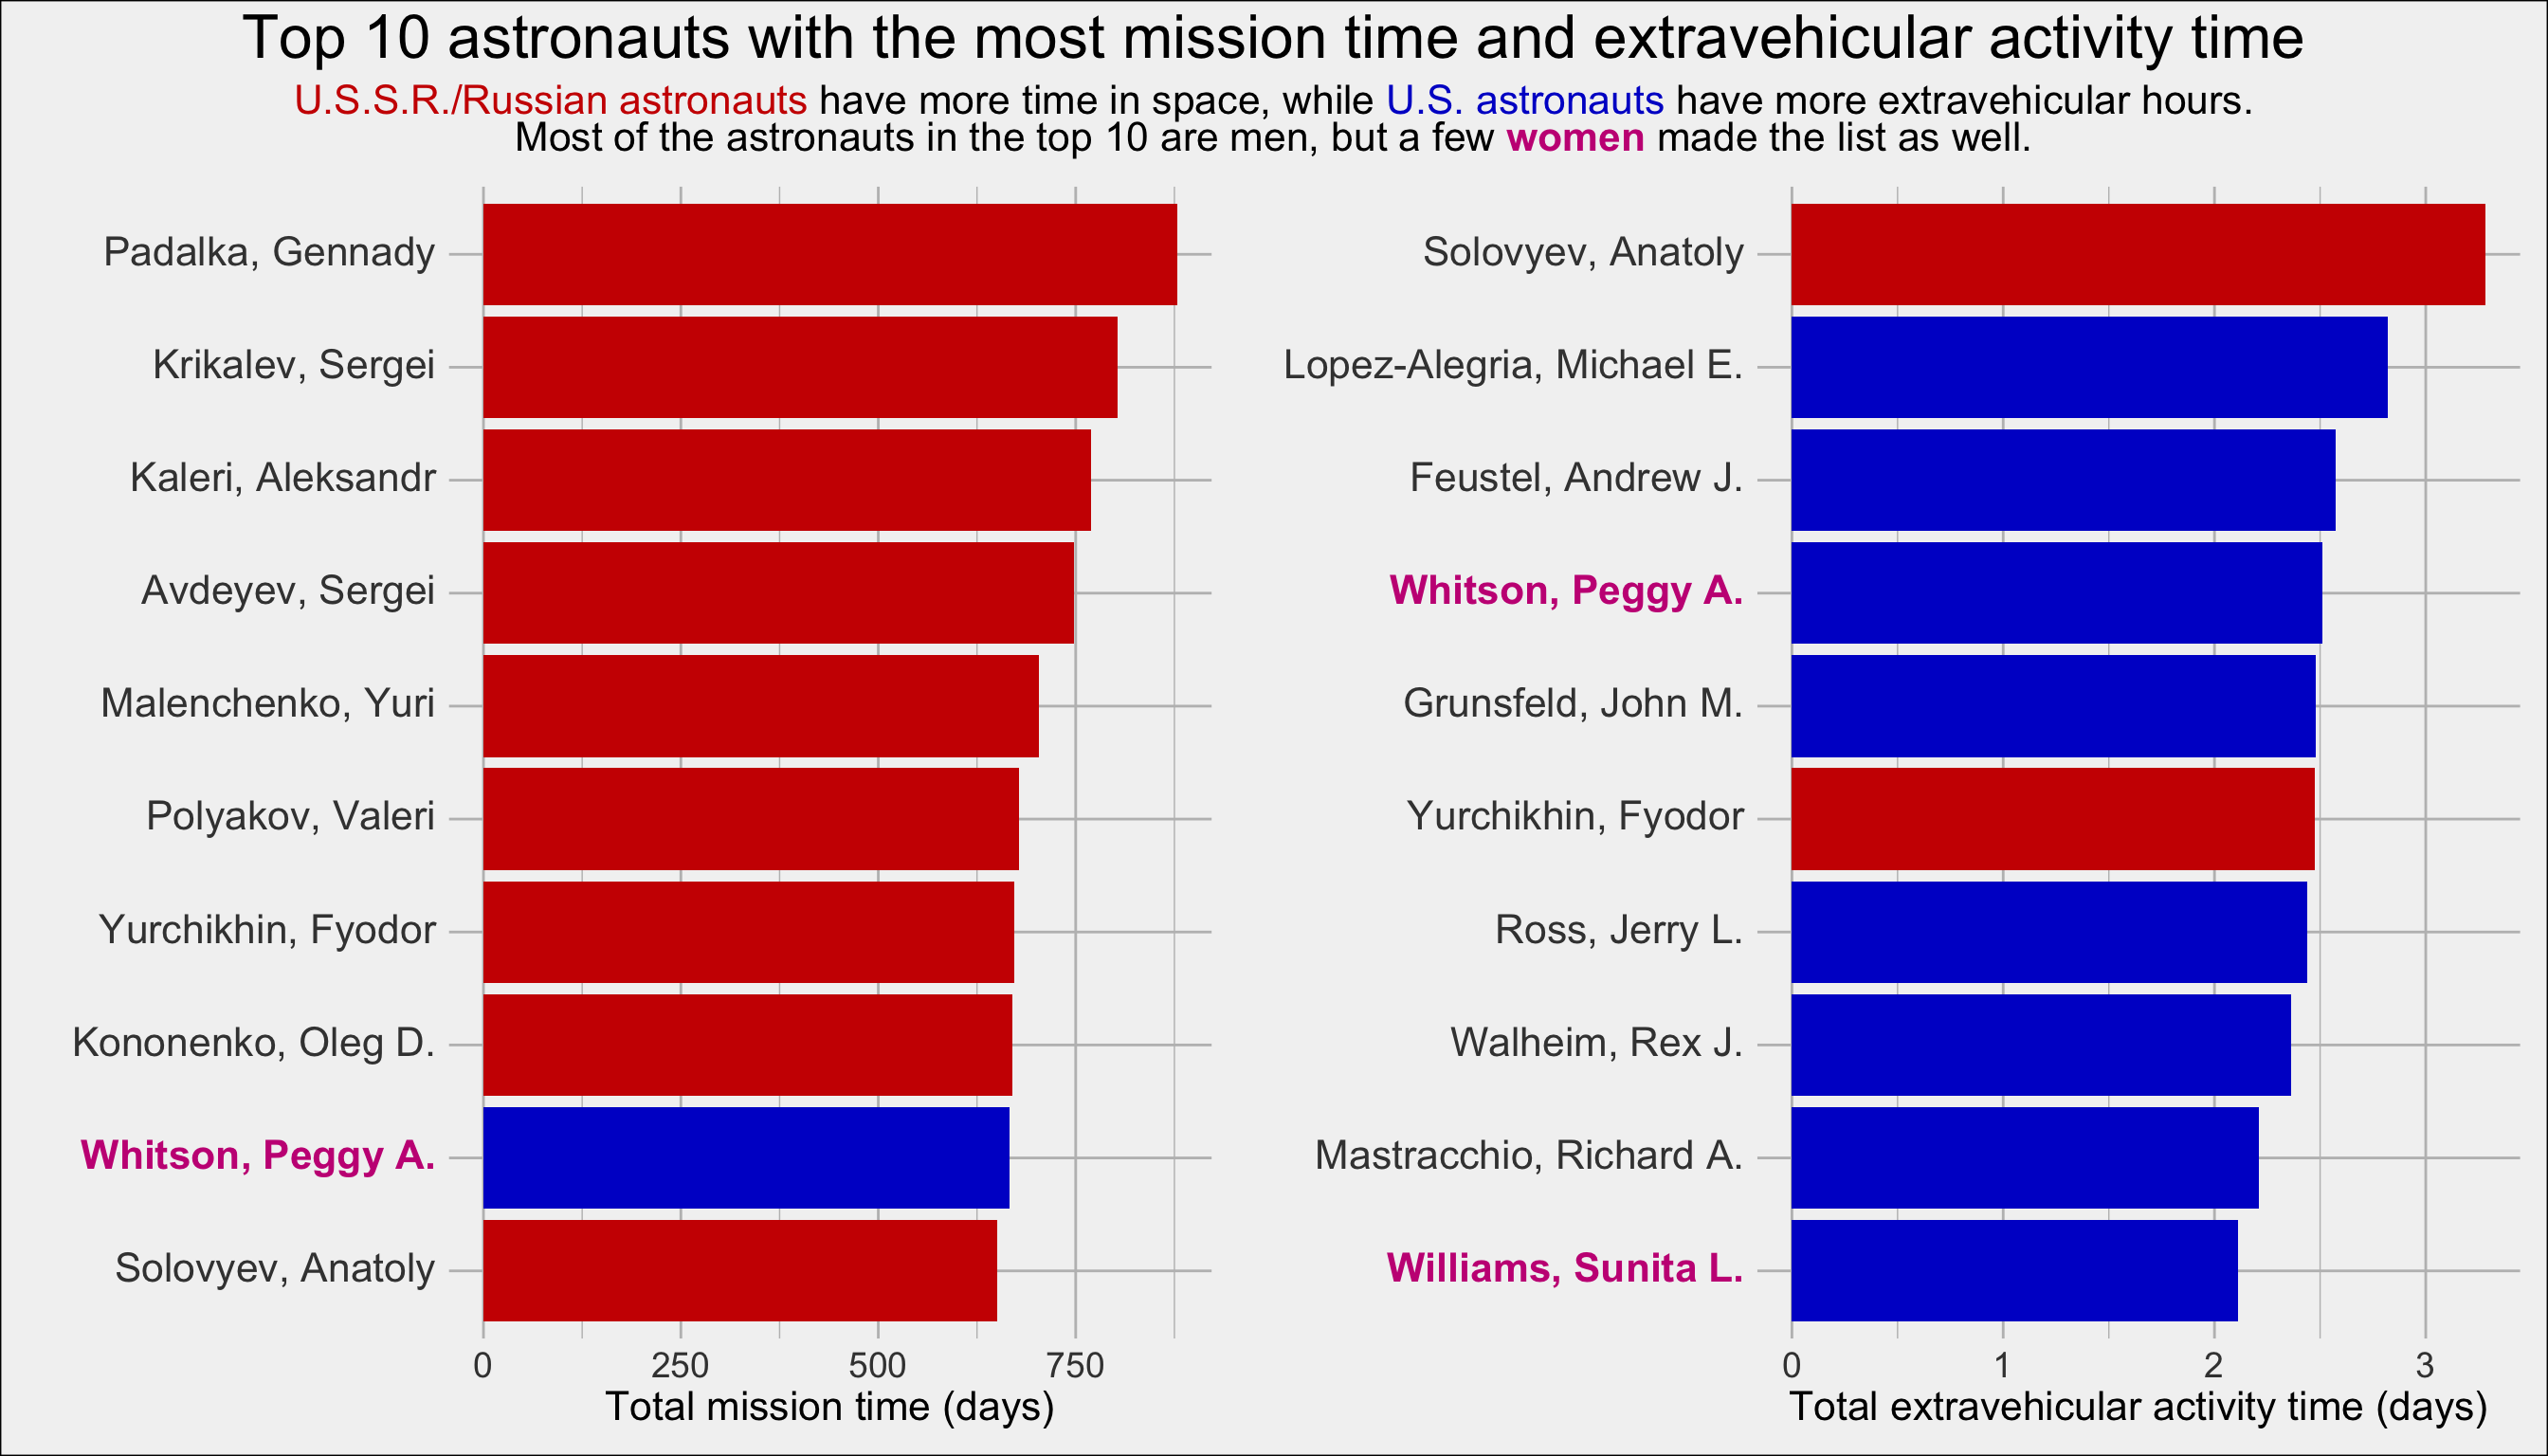 Top 10 astronauts with the most mission time and extravehicular activity time
U.S.S.R./Russian astronauts have more time in space, while U.S. astronauts have more extravehicular hours.
Most of the astronauts in the top 10 are men, but a few women made the list as well.
Padalka, Gennady
Krikalev, Sergei
Kaleri, Aleksandr
Avdeyev, Sergei
Malenchenko, Yuri
Polyakov, Valeri
Yurchikhin, Fyodor
Kononenko, Oleg D.
Whitson, Peggy A.
Solovyev, Anatoly
0 250 500 750
Total mission time (days)
Solovyev, Anatoly
Lopez-Alegria, Michael E.
Feustel, Andrew J.
Whitson, Peggy A.
Grunsfeld, John M.
Yurchikhin, Fyodor
Ross, Jerry L.
Walheim, Rex J.
Mastracchio, Richard A.
Williams, Sunita L.
0 1 2 3
Total extravehicular activity time (days)